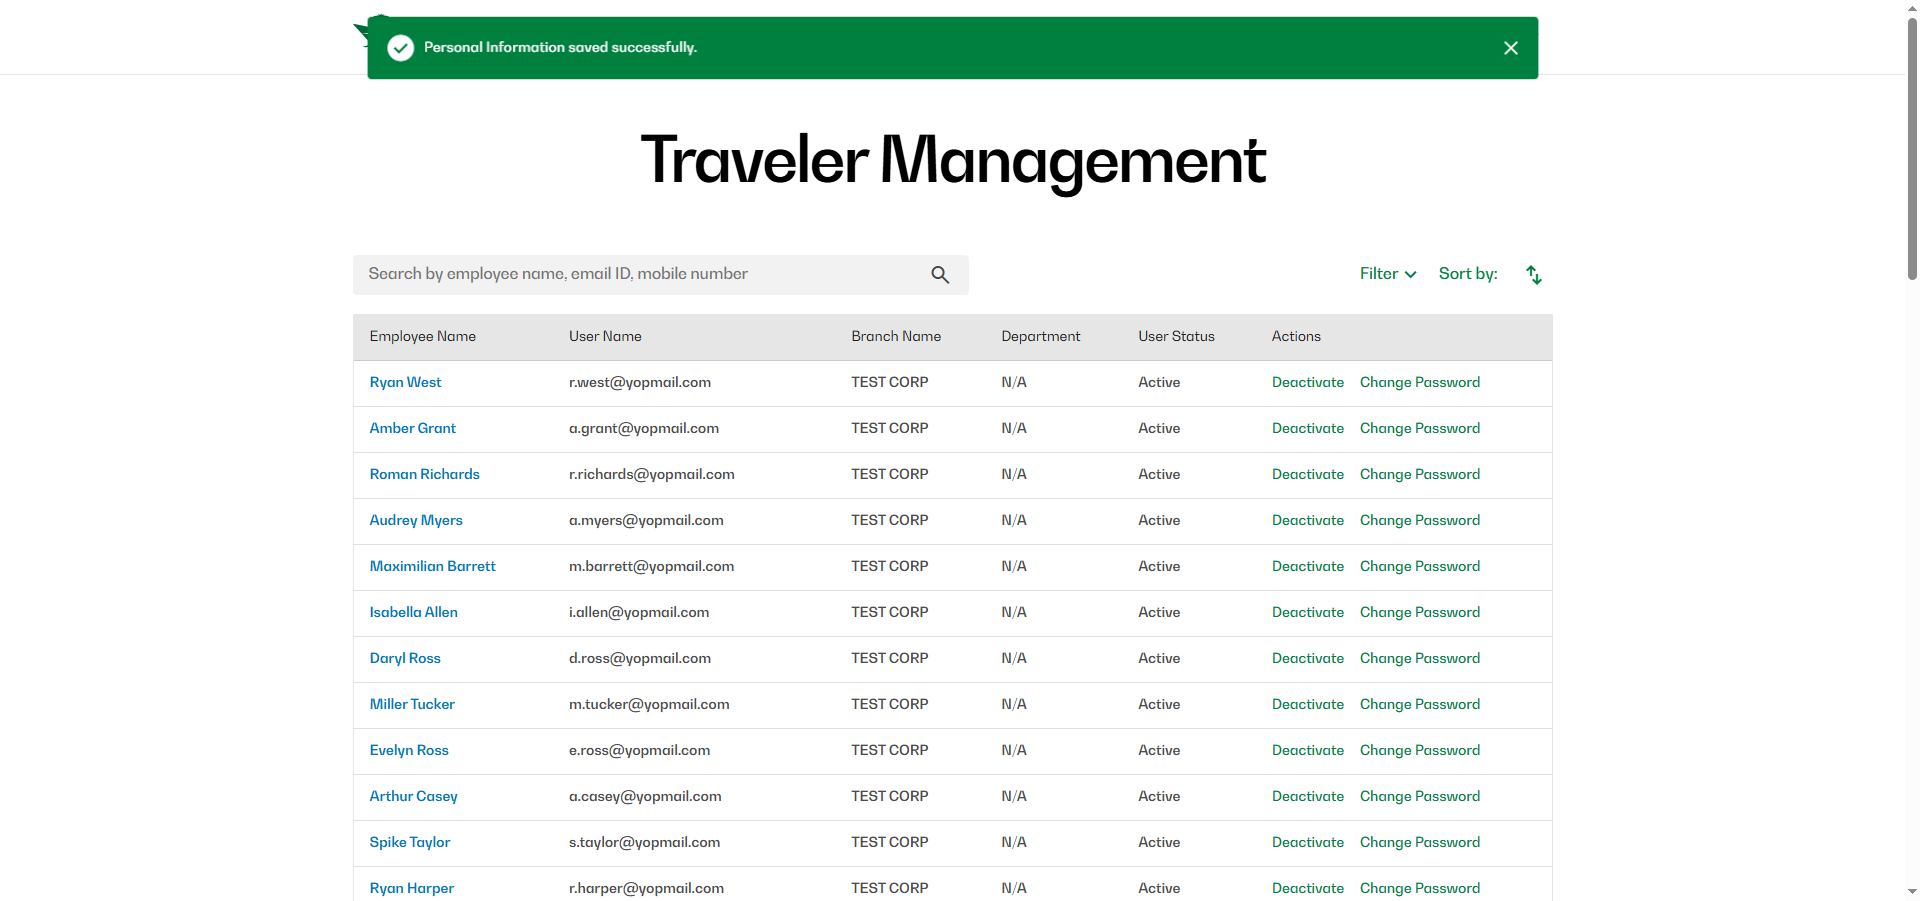 Personal Information saved successfully.
Traveler Management
Search by employee name, email ID, mobile number
Filter Sort by:
Employee Name User Name Branch Name Department User Status Actions
Ryan West r.west@yopmail.com TEST CORP N/A Active Deactivate Change Password
Amber Grant a.grant@yopmail.com TEST CORP N/A Active Deactivate Change Password
Roman Richards r.richards@yopmail.com TEST CORP N/A Active Deactivate Change Password
Audrey Myers a.myers@yopmail.com TEST CORP N/A Active Deactivate Change Password
Maximilian Barrett m.barrett@yopmail.com TEST CORP N/A Active Deactivate Change Password
Isabella Allen i.allen@yopmail.com TEST CORP N/A Active Deactivate Change Password
Daryl Ross d.ross@yopmail.com TEST CORP N/A Active Deactivate Change Password
Miller Tucker m.tucker@yopmail.com TEST CORP N/A Active Deactivate Change Password
Evelyn Ross e.ross@yopmail.com TEST CORP N/A Active Deactivate Change Password
Arthur Casey a.casey@yopmail.com TEST CORP N/A Active Deactivate Change Password
Spike Taylor s.taylor@yopmail.com TEST CORP N/A Active Deactivate Change Password
Ryan Harper r.harper@yopmail.com TEST CORP N/A Active Deactivate Change Password